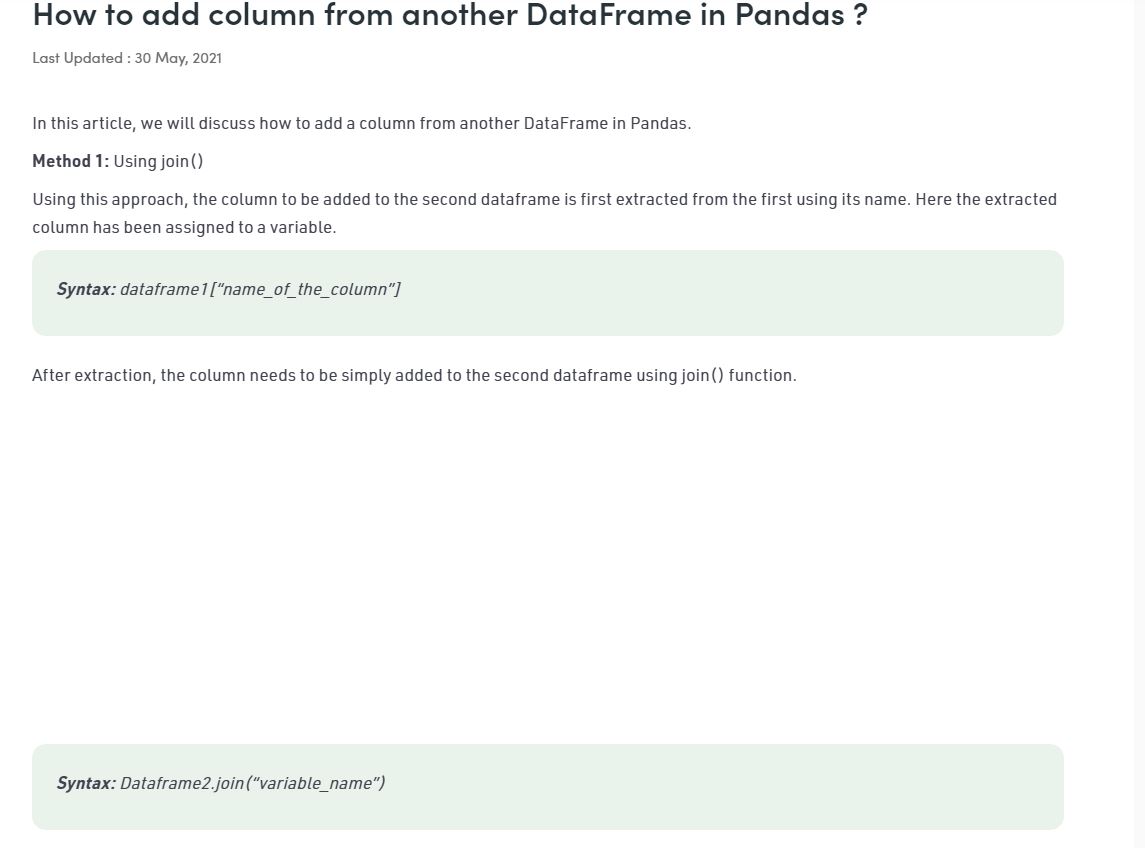 How to add column from another DataFrame in Pandas ?
Last Updated : 30 May, 2021
In this article, we will discuss how to add a column from another DataFrame in Pandas.
Method 1: Using join()
Using this approach, the column to be added to the second dataframe is first extracted from the first using its name. Here the extracted
column has been assigned to a variable.
Syntax: dataframe1[“name_of_the_column”]
After extraction, the column needs to be simply added to the second dataframe using join() function.
Syntax: Dataframe2.join(“variable_name”)